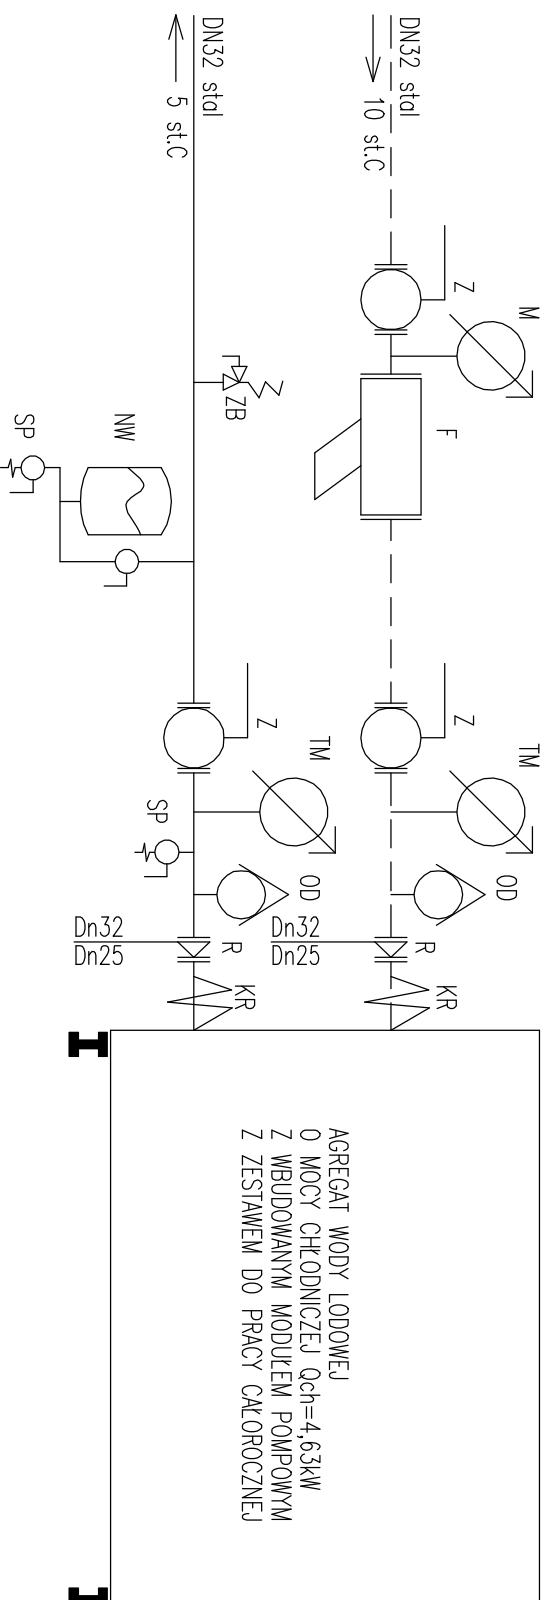 DN32 stal
10 st.C
Z
M
F
Z
TM
OD
Dn32
Dn25
R
KR
DN32 stal
5 st.C
ZB
NW
SP
Z
TM
SP
OD
Dn32
Dn25
R
KR
AGREGAT WODY LODOWEJ
O MOCY CHŁODNICZEJ Qch=4,63kW
Z WBUDOWANYM MODUŁEM POMPOWYM
Z ZESTAWEM DO PRACY CAŁOROCZNEJ